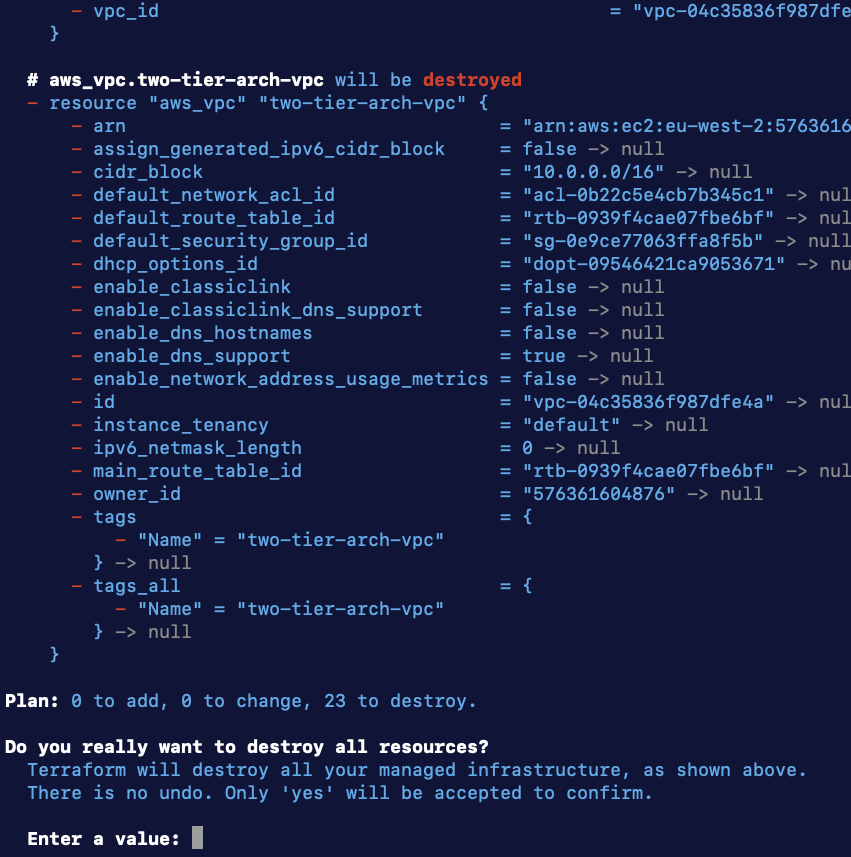 - vpc_id = "vpc-04c35836f987dfe
}
# aws_vpc.two-tier-arch-vpc will be destroyed
- resource "aws_vpc" "two-tier-arch-vpc" {
- arn = "arn:aws:ec2:eu-west-2:5763616
- assign_generated_ipv6_cidr_block = false -> null
- cidr_block = "10.0.0.0/16" -> null
- default_network_acl_id = "acl-0b22c5e4cb7b345c1" -> nul
- default_route_table_id = "rtb-0939f4cae07fbe6bf" -> nul
- default_security_group_id = "sg-0e9ce77063ffa8f5b" -> null
- dhcp_options_id = "dopt-09546421ca9053671" -> nu
- enable_classiclink = false -> null
- enable_classiclink_dns_support = false -> null
- enable_dns_hostnames = false -> null
- enable_dns_support = true -> null
- enable_network_address_usage_metrics = false -> null
- id = "vpc-04c35836f987dfe4a" -> nul
- instance_tenancy = "default" -> null
- ipv6_netmask_length = 0 -> null
- main_route_table_id = "rtb-0939f4cae07fbe6bf" -> nul
- owner_id = "576361604876" -> null
- tags = {
- "Name" = "two-tier-arch-vpc"
} -> null
- tags_all = {
- "Name" = "two-tier-arch-vpc"
} -> null
}
Plan: 0 to add, 0 to change, 23 to destroy.
Do you really want to destroy all resources?
Terraform will destroy all your managed infrastructure, as shown above.
There is no undo. Only 'yes' will be accepted to confirm.
Enter a value: